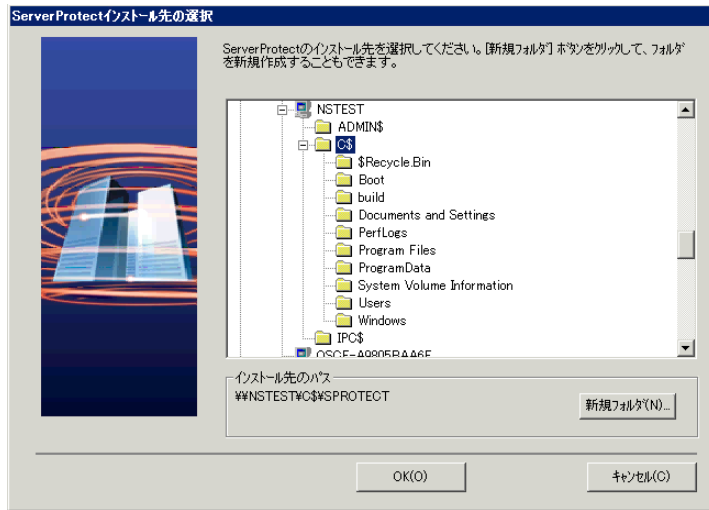 ServerProtectインストール先の選択
ServerProtectのインストール先を選択してください。[新規フォルダ] ボタンをクリックして、フォルダ
を新規作成することもできます。
NSTEST
ADMIN$
C$
$Recycle.Bin
Boot
build
Documents and Settings
PerfLogs
Program Files
ProgramData
System Volume Information
Users
Windows
IPC$
インストール先のパス
¥¥NSTEST¥C$¥SPROTECT
新規フォルダ(N)...
OK(O)
キャンセル(C)